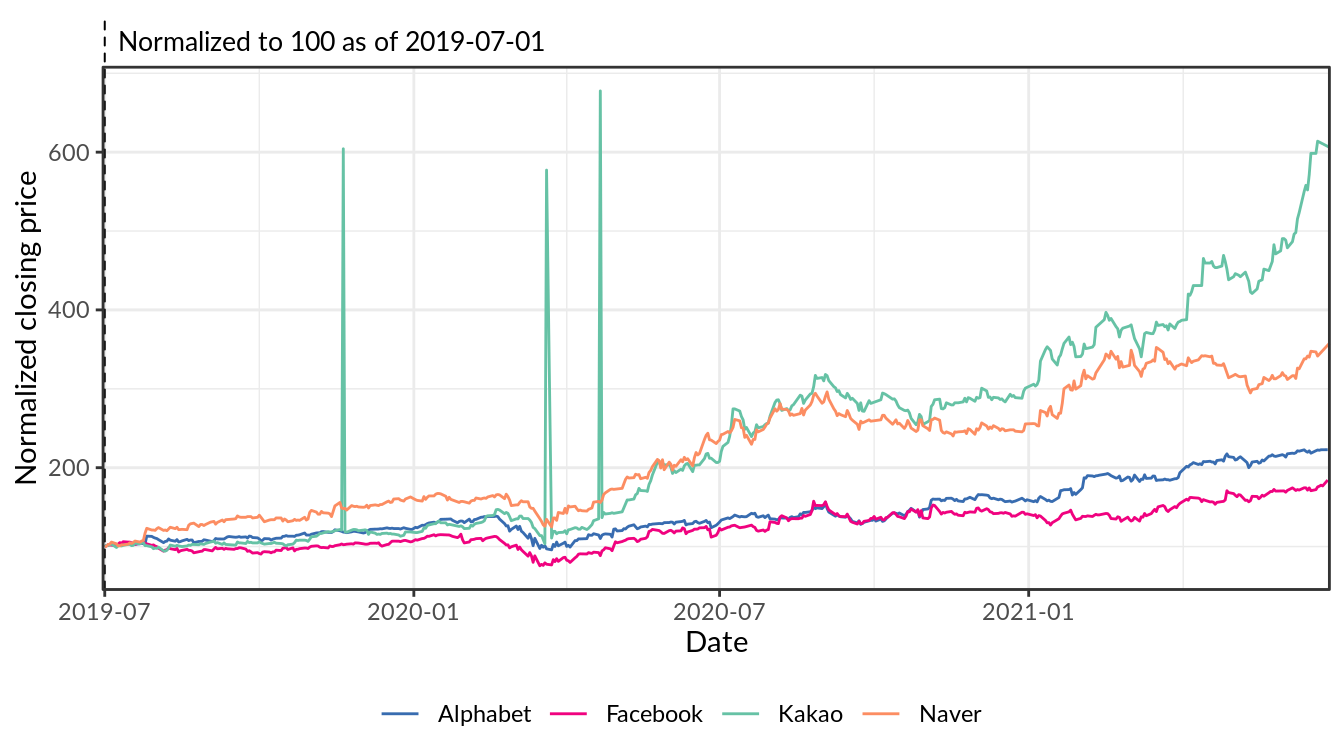 Normalized to 100 as of 2019-07-01
Normalized closing price
600
400
200
2019-07 2020-01 2020-07 2021-01
Date
Alphabet Facebook Kakao Naver